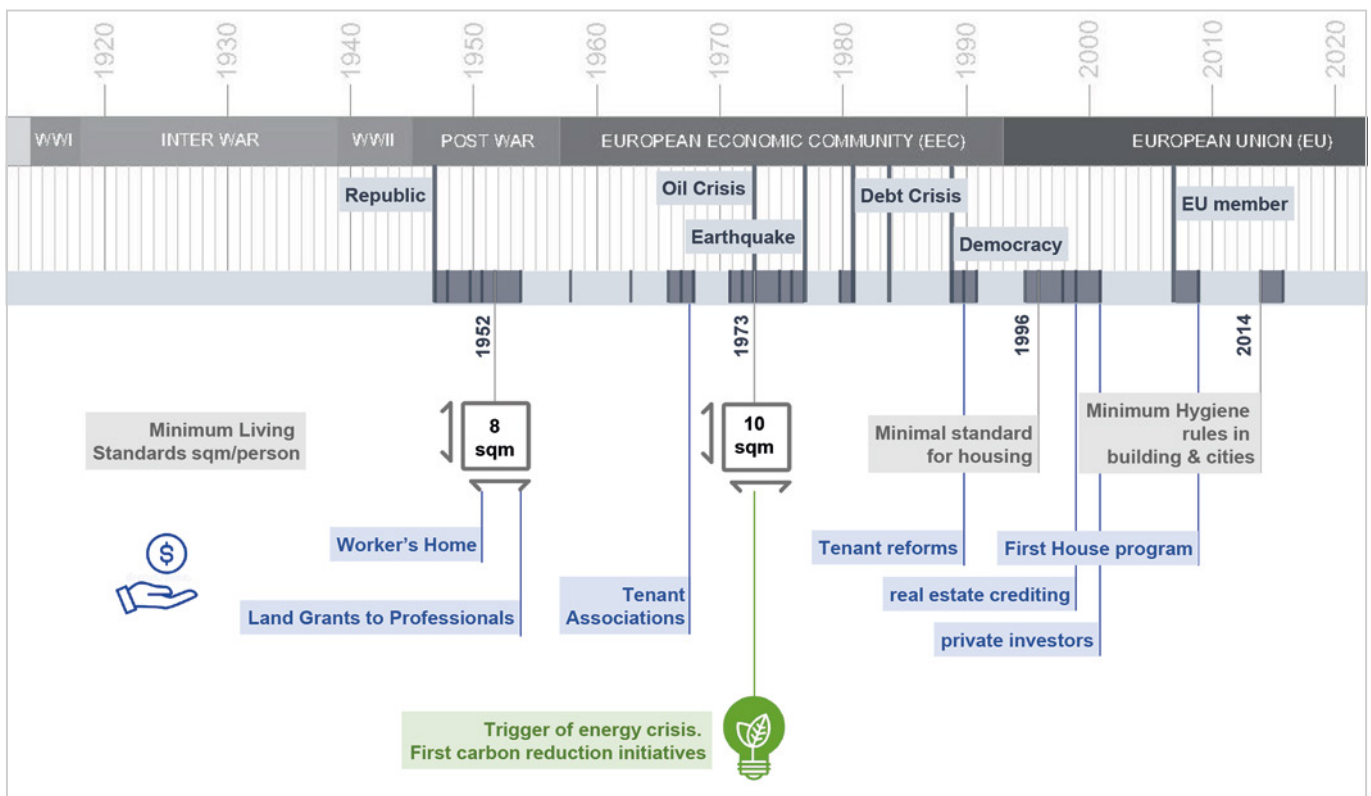 1920
1930
1940
1950
1960
1970
1980
1990
2000
2010
2020
WWI
INTER WAR
WWII
POST WAR
EUROPEAN ECONOMIC COMMUNITY (EEC)
EUROPEAN UNION (EU)
Republic
Oil Crisis
Debt Crisis
EU member
Earthquake
Democracy
1952
1973
1996
2014
Minimum Living
Standards sqm/person
8
sqm
10
sqm
Minimal standard
for housing
Minimum Hygiene
rules in
building & cities
$
Worker's Home
Land Grants to Professionals
Tenant
Associations
Tenant reforms
First House program
real estate crediting
private investors
Trigger of energy crisis.
First carbon reduction initiatives